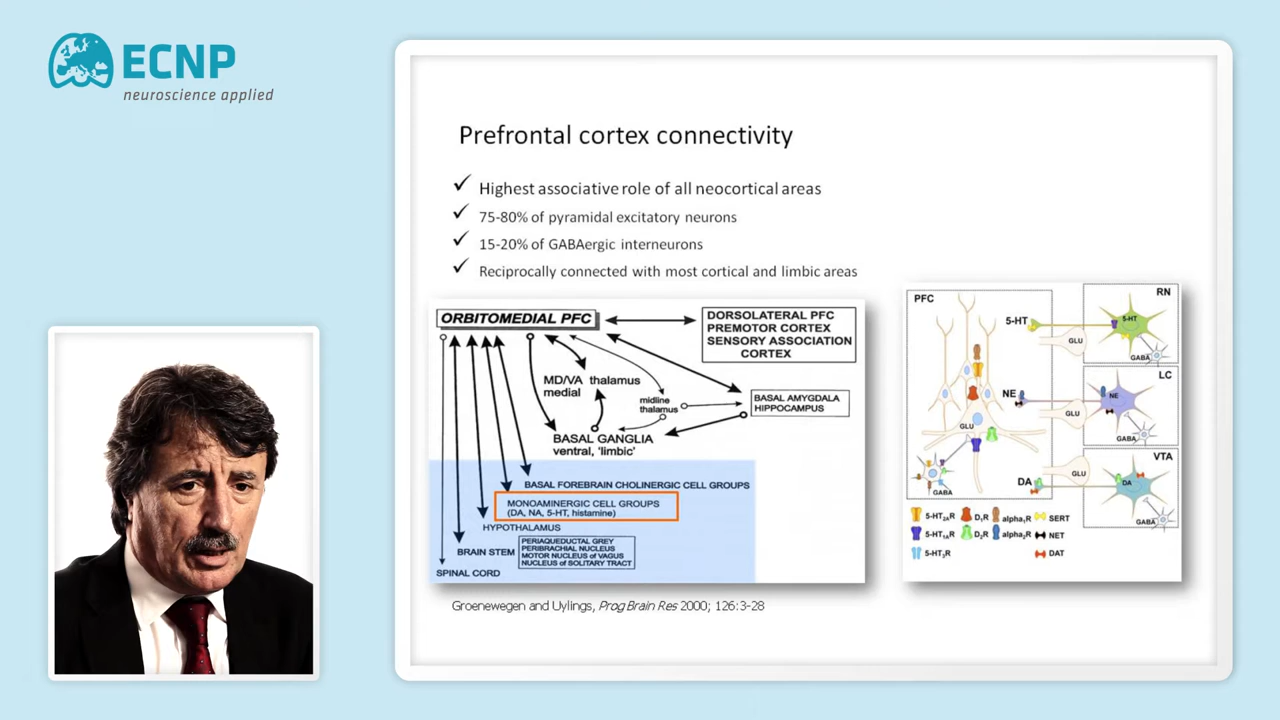 ECNP
neuroscience applied
Prefrontal cortex connectivity
✓ Highest associative role of all neocortical areas
✓ 75-80% of pyramidal excitatory neurons
✓ 15-20% of GABAergic interneurons
✓ Reciprocally connected with most cortical and limbic areas
ORBITOMEDIAL PFC
DORSOLATERAL PFC
PREMOTOR CORTEX
SENSORY ASSOCIATION
CORTEX
MD/VA thalamus
medial
midline
thalamus
BASAL AMYGDALA
HIPPOCAMPUS
BASAL GANGLIA
ventral, 'limbic'
BASAL FOREBRAIN CHOLINERGIC CELL GROUPS
MONOAMINERGIC CELL GROUPS
(DA, NA, 5-HT, histamine)
HYPOTHALAMUS
BRAIN STEM
PERIAQUEDUCTAL GREY
PERIBRACHIAL NUCLEUS
MOTOR NUCLEUS of VAGUS
NUCLEUS of SOLITARY TRACT
SPINAL CORD
Groenewegen and Uylings, Prog Brain Res 2000; 126:3-28
PFC
RN
5-HT
5-HT
GLU
GABA
LC
NE
NE
GLU
GABA
GLU
VTA
GLU
DA
DA
GABA
GABA
5-HT2AR
D1R
alpha1R
SERT
5-HT1AR
D2R
alpha2R
NET
5-HT3R
DAT